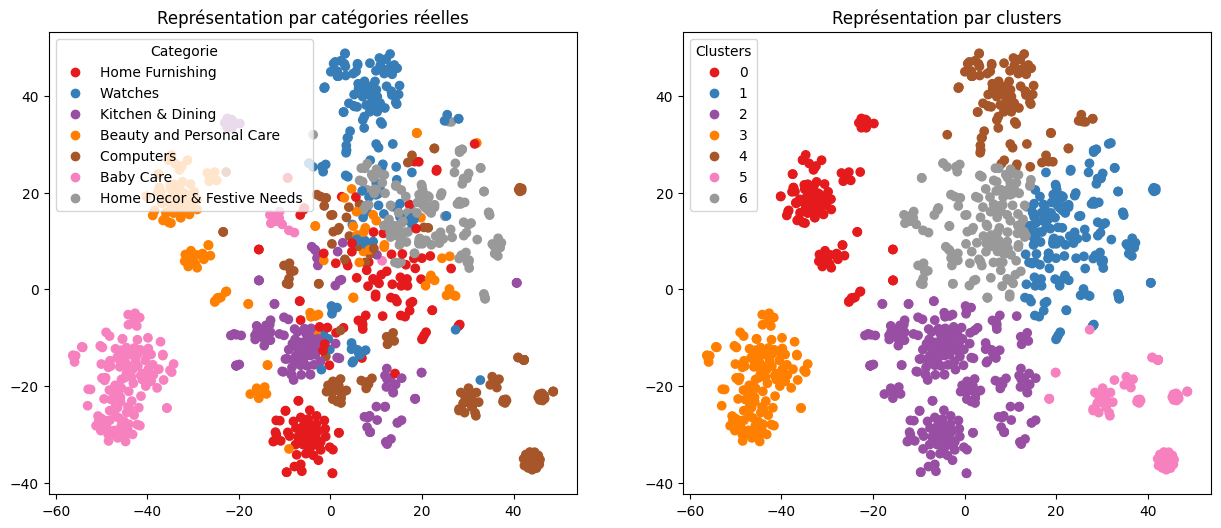 Représentation par catégories réelles
Categorie
Home Furnishing
Watches
Kitchen & Dining
Beauty and Personal Care
Computers
Baby Care
Home Decor & Festive Needs
40
20
0
−20
−40
−60
−40
−20
0
20
40
Représentation par clusters
Clusters
0
1
2
3
4
5
6
40
20
0
−20
−40
−60
−40
−20
0
20
40